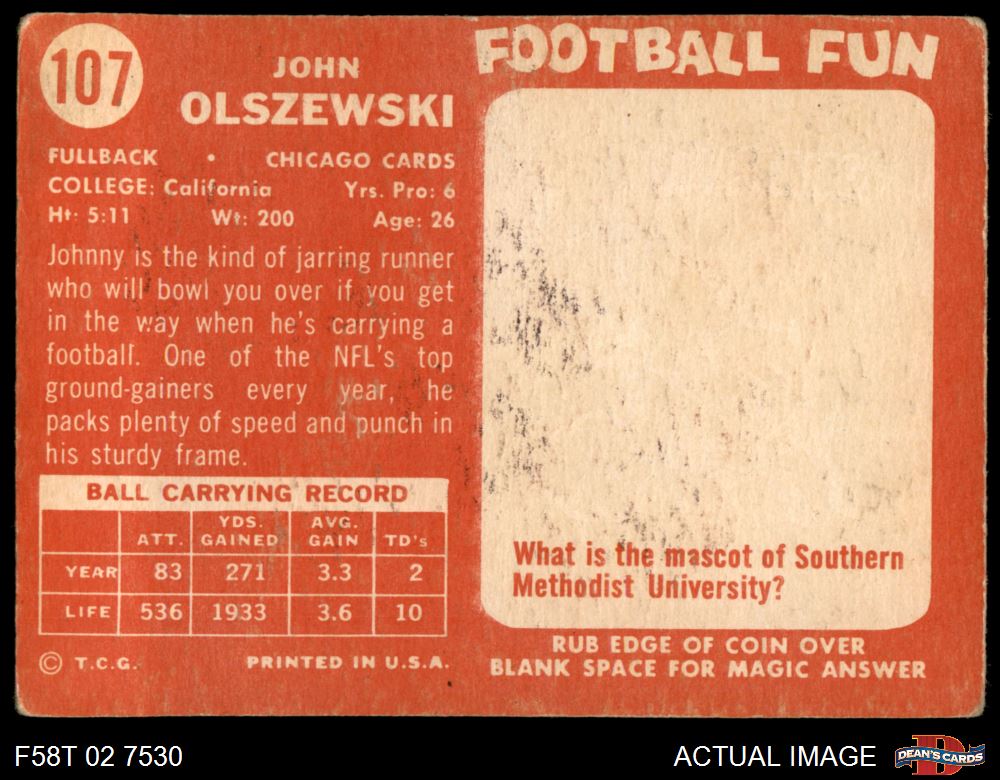 107
JOHN
OLSZEWSKI
FULLBACK • CHICAGO CARDS
COLLEGE: California Yrs. Pro: 6
Ht: 5:11 Wt: 200 Age: 26
Johnny is the kind of jarring runner
who will bowl you over if you get
in the way when he's carrying a
football. One of the NFL's top
ground-gainers every year, he
packs plenty of speed and punch in
his sturdy frame.
BALL CARRYING RECORD
ATT. YDS. GAINED AVG. GAIN TD's
YEAR 83 271 3.3 2
LIFE 536 1933 3.6 10
© T.C.G. PRINTED IN U.S.A.
FOOTBALL FUN
What is the mascot of Southern
Methodist University?
RUB EDGE OF COIN OVER
BLANK SPACE FOR MAGIC ANSWER
F58T 02 7530 ACTUAL IMAGE
D
DEAN'S CARDS